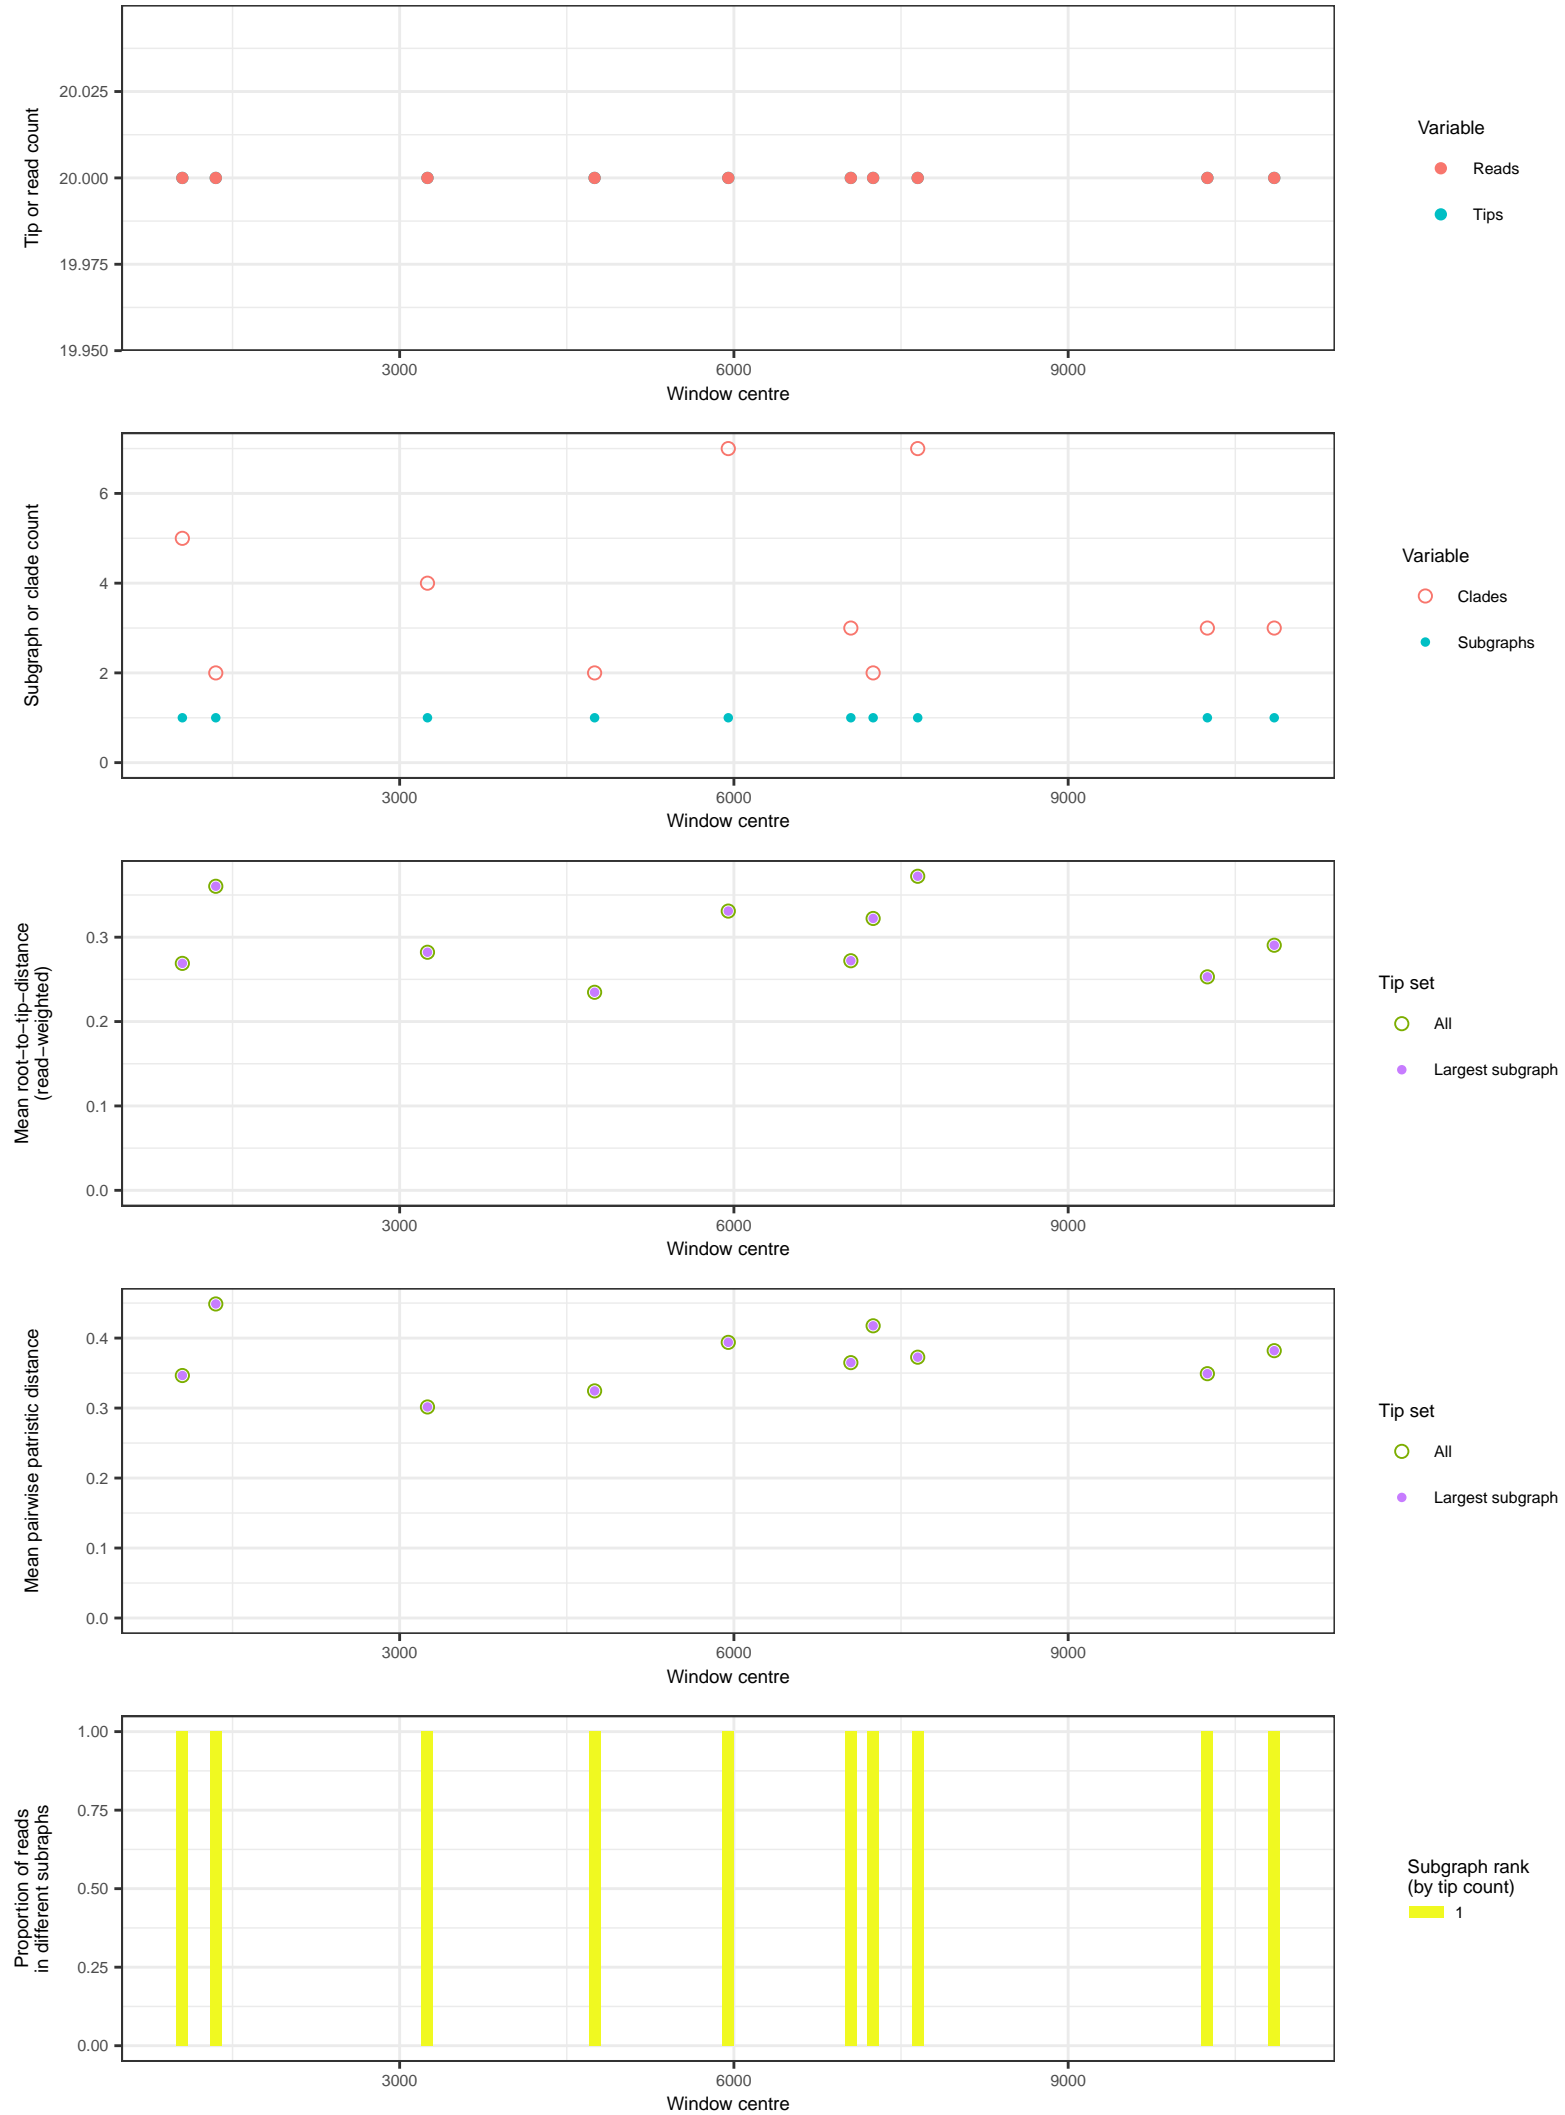 Tip or read count
20.025
20.000
19.975
19.950
3000
6000
9000
Window centre
Variable
Reads
Tips
Subgraph or clade count
6
4
2
0
3000
6000
9000
Window centre
Variable
Clades
Subgraphs
Mean root−to−tip−distance
(read−weighted)
0.3
0.2
0.1
0.0
3000
6000
9000
Window centre
Tip set
All
Largest subgraph
Mean pairwise patristic distance
0.4
0.3
0.2
0.1
0.0
3000
6000
9000
Window centre
Tip set
All
Largest subgraph
Proportion of reads
in different subraphs
1.00
0.75
0.50
0.25
0.00
3000
6000
9000
Window centre
Subgraph rank
(by tip count)
1